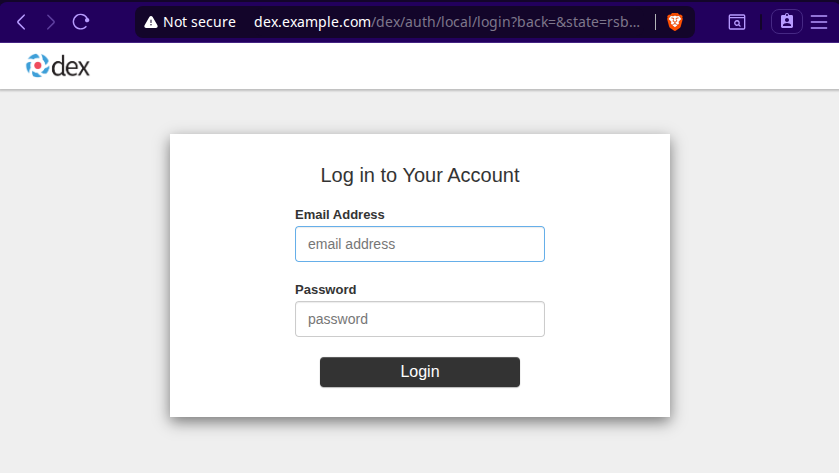 Not secure dex.example.com/dex/auth/local/login?back=&state=rsb...
dex
Log in to Your Account
Email Address
email address
Password
password
Login